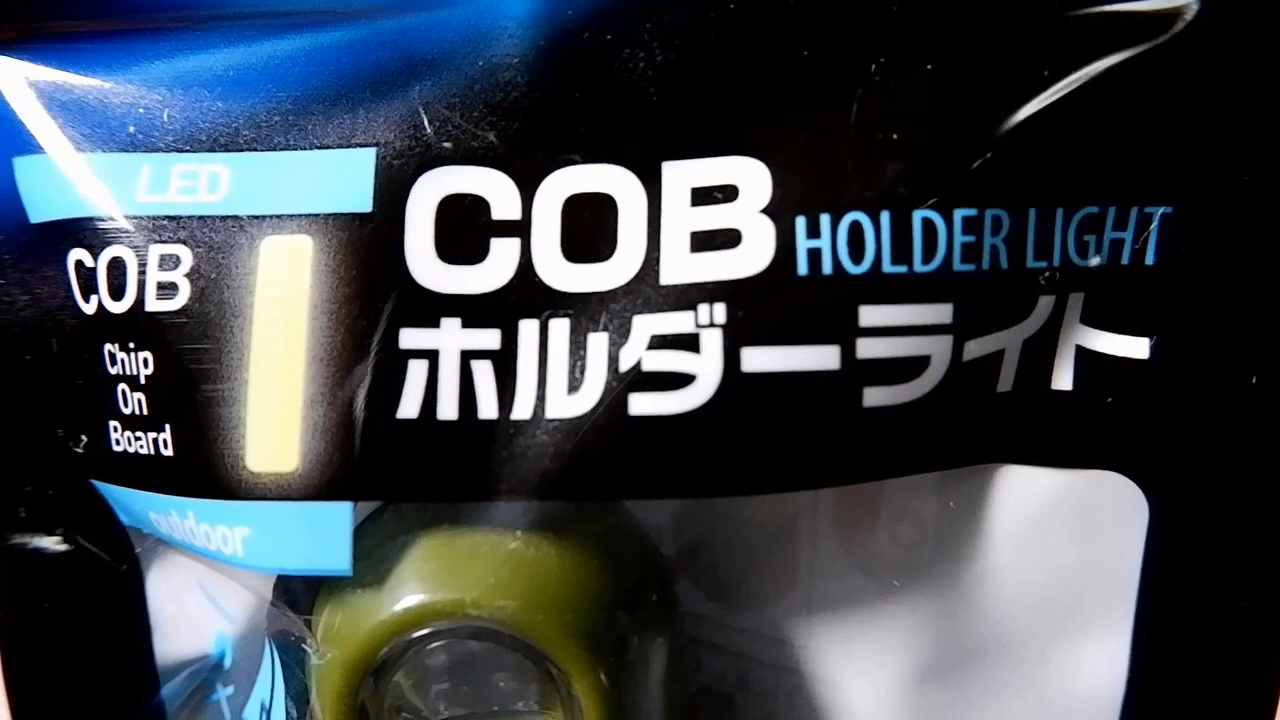 LED
COB
Chip
On
Board
COB HOLDER LIGHT
ホルダーライト
outdoor